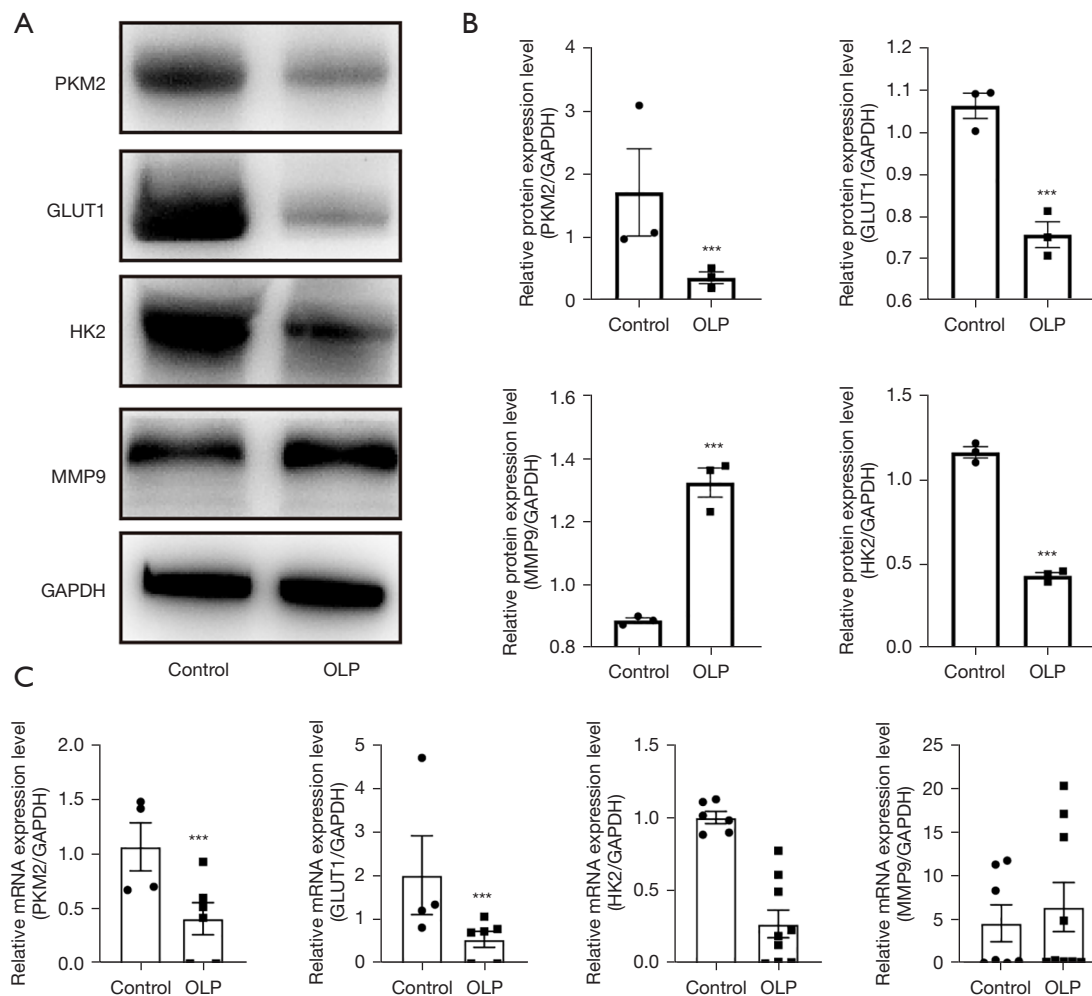 A
PKM2
GLUT1
HK2
MMP9
GAPDH
Control OLP
B
Relative protein expression level
(PKM2/GAPDH)
4
3
2
1
0
***
Control OLP
Relative protein expression level
(GLUT1/GAPDH)
1.2
1.1
1.0
0.9
0.8
0.7
0.6
***
Control OLP
Relative protein expression level
(MMP9/GAPDH)
1.6
1.4
1.2
1.0
0.8
***
Control OLP
Relative protein expression level
(HK2/GAPDH)
1.5
1.0
0.5
0.0
***
Control OLP
C
Relative mRNA expression level
(PKM2/GAPDH)
2.0
1.5
1.0
0.5
0.0
***
Control OLP
Relative mRNA expression level
(GLUT1/GAPDH)
5
4
3
2
1
0
***
Control OLP
Relative mRNA expression level
(HK2/GAPDH)
1.5
1.0
0.5
0.0
Control OLP
Relative mRNA expression level
(MMP9/GAPDH)
25
20
15
10
5
0
Control OLP